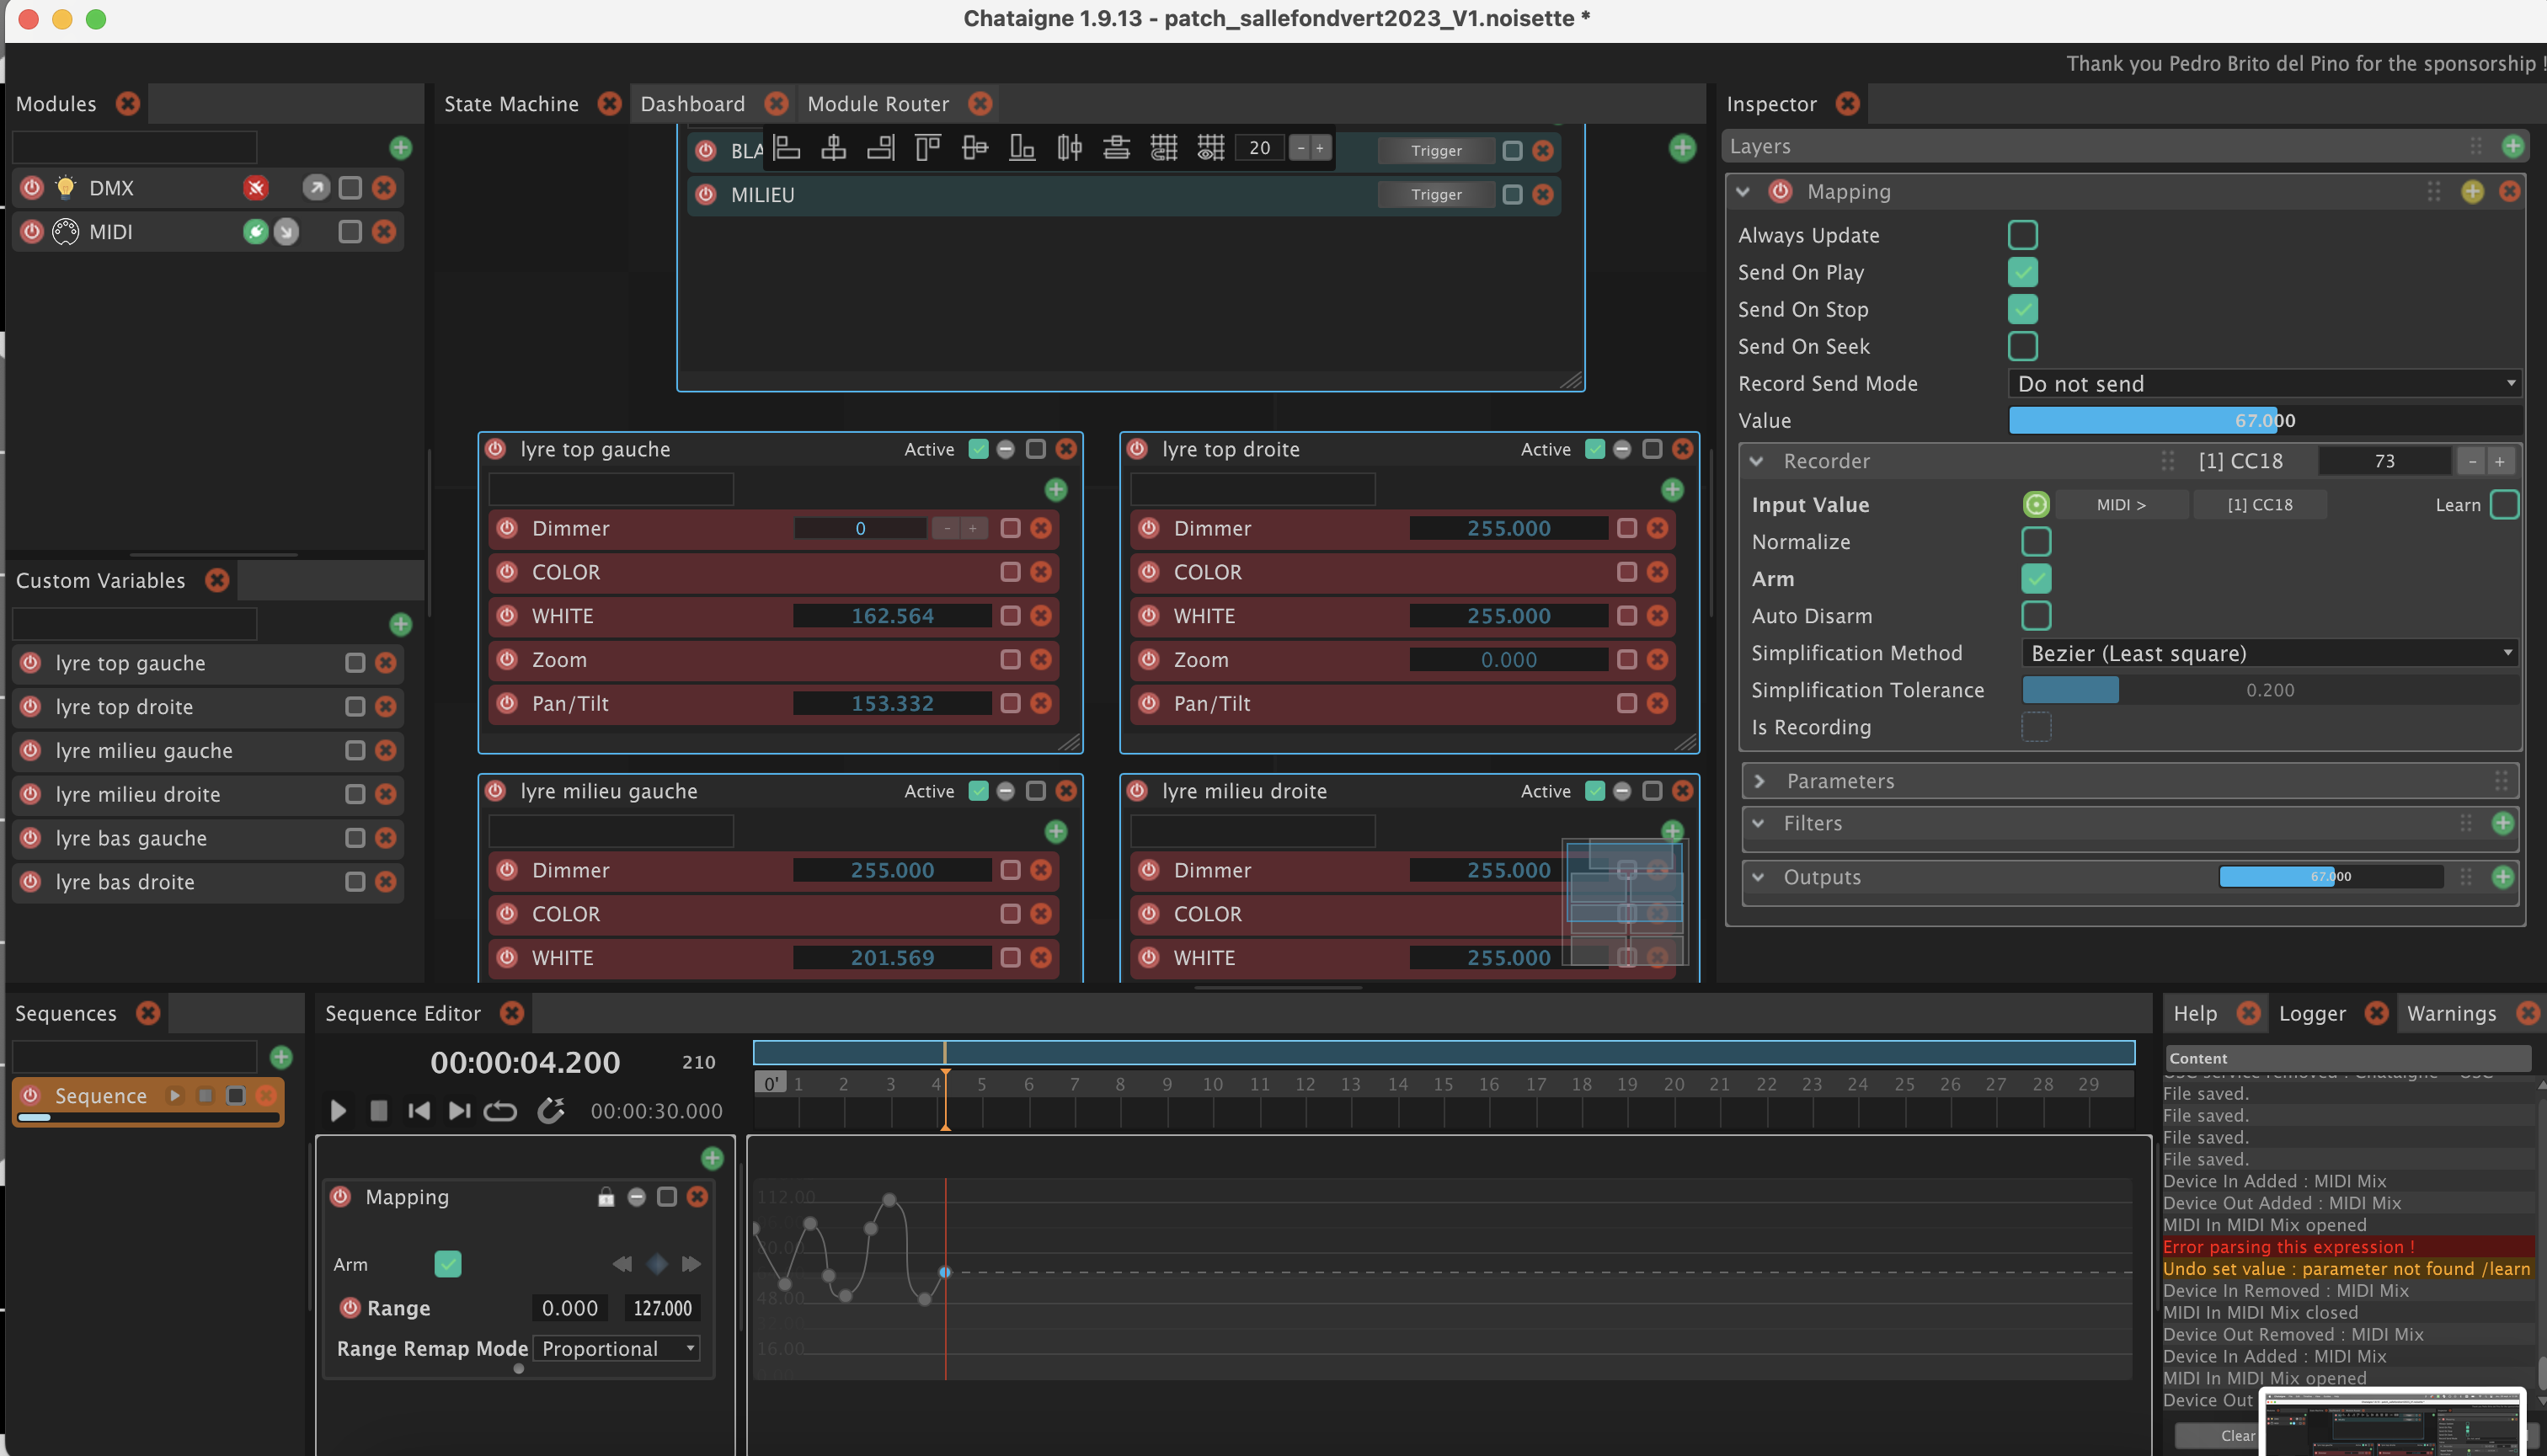 Chataigne 1.9.13 - patch_sallefondvert2023_V1.noisette *
Thank you Pedro Brito del Pino for the sponsorship !
Modules
DMX
MIDI
Custom Variables
lyre top gauche
lyre top droite
lyre milieu gauche
lyre milieu droite
lyre bas gauche
lyre bas droite
State Machine Dashboard Module Router
BLA 20 - + Trigger
MILIEU Trigger
lyre top gauche Active
Dimmer 0 - +
COLOR
WHITE 162.564
Zoom
Pan/Tilt 153.332
lyre top droite Active
Dimmer 255.000
COLOR
WHITE 255.000
Zoom 0.000
Pan/Tilt
lyre milieu gauche Active
Dimmer 255.000
COLOR
WHITE 201.569
lyre milieu droite Active
Dimmer 255.000
COLOR
WHITE 255.000
Inspector
Layers
Mapping
Always Update
Send On Play
Send On Stop
Send On Seek
Record Send Mode Do not send
Value 67.000
Recorder [1] CC18 73 - +
Input Value MIDI > [1] CC18 Learn
Normalize
Arm
Auto Disarm
Simplification Method Bezier (Least square)
Simplification Tolerance 0.200
Is Recording
Parameters
Filters
Outputs 67.000
Sequences
Sequence
Sequence Editor
00:00:04.200 210
00:00:30.000
0' 1 2 3 4 5 6 7 8 9 10 11 12 13 14 15 16 17 18 19 20 21 22 23 24 25 26 27 28 29
Mapping
Arm
Range 0.000 127.000
Range Remap Mode Proportional
112.00
80.00
48.00
16.00
Help Logger Warnings
Content
OSC service removed : Chataigne - OSC
File saved.
File saved.
File saved.
File saved.
Device In Added : MIDI Mix
Device Out Added : MIDI Mix
MIDI In MIDI Mix opened
Error parsing this expression !
Undo set value : parameter not found /learn
Device In Removed : MIDI Mix
MIDI In MIDI Mix closed
Device Out Removed : MIDI Mix
Device In Added : MIDI Mix
MIDI In MIDI Mix opened
Device Out
Clear